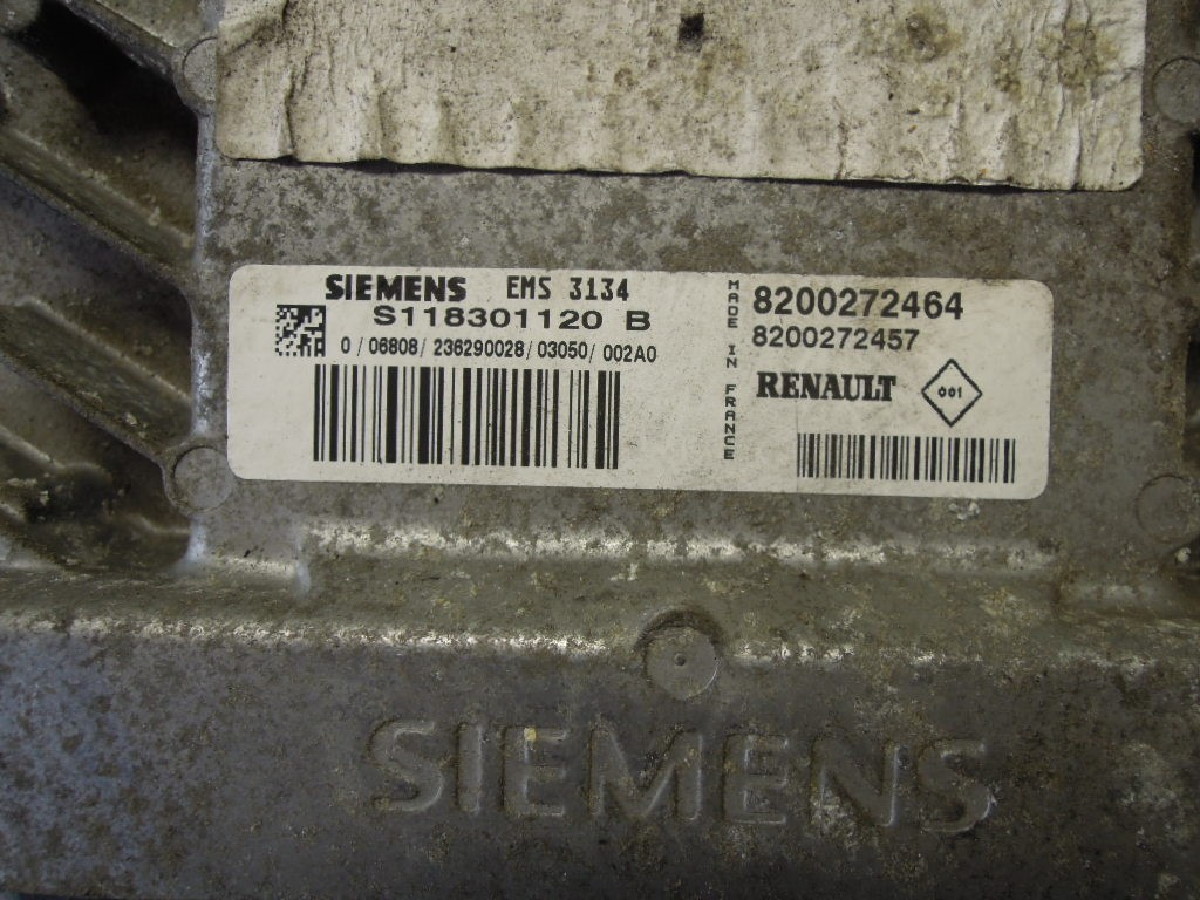 SIEMENS EMS 3134
S118301120 B
0 / 06808 / 236290028 / 03050 / 002A0
MADE IN FRANCE
8200272464
8200272457
RENAULT 001
SIEMENS